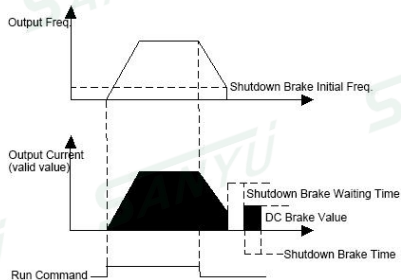 Output Freq.
Shutdown Brake Initial Freq.
Output Current
(valid value)
Shutdown Brake Waiting Time
DC Brake Value
Shutdown Brake Time
Run Command
SANYU